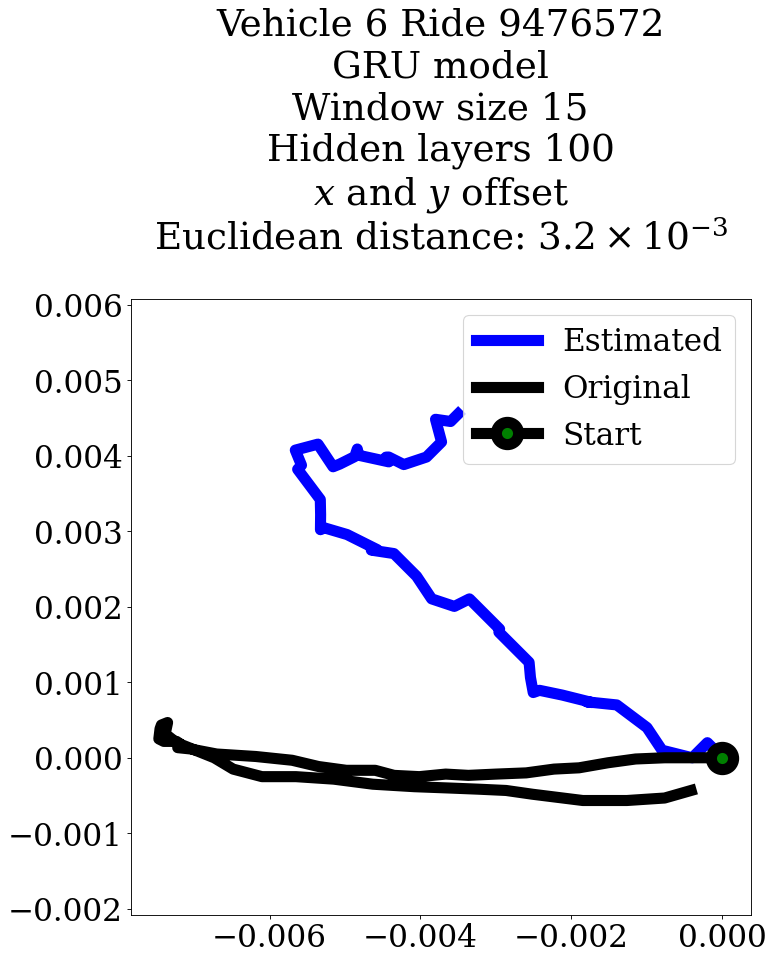 Vehicle 6 Ride 9476572
GRU model
Window size 15
Hidden layers 100
x and y offset
Euclidean distance: 3.2 × 10⁻³
Estimated
Original
Start
0.006
0.005
0.004
0.003
0.002
0.001
0.000
−0.001
−0.002
−0.006
−0.004
−0.002
0.000